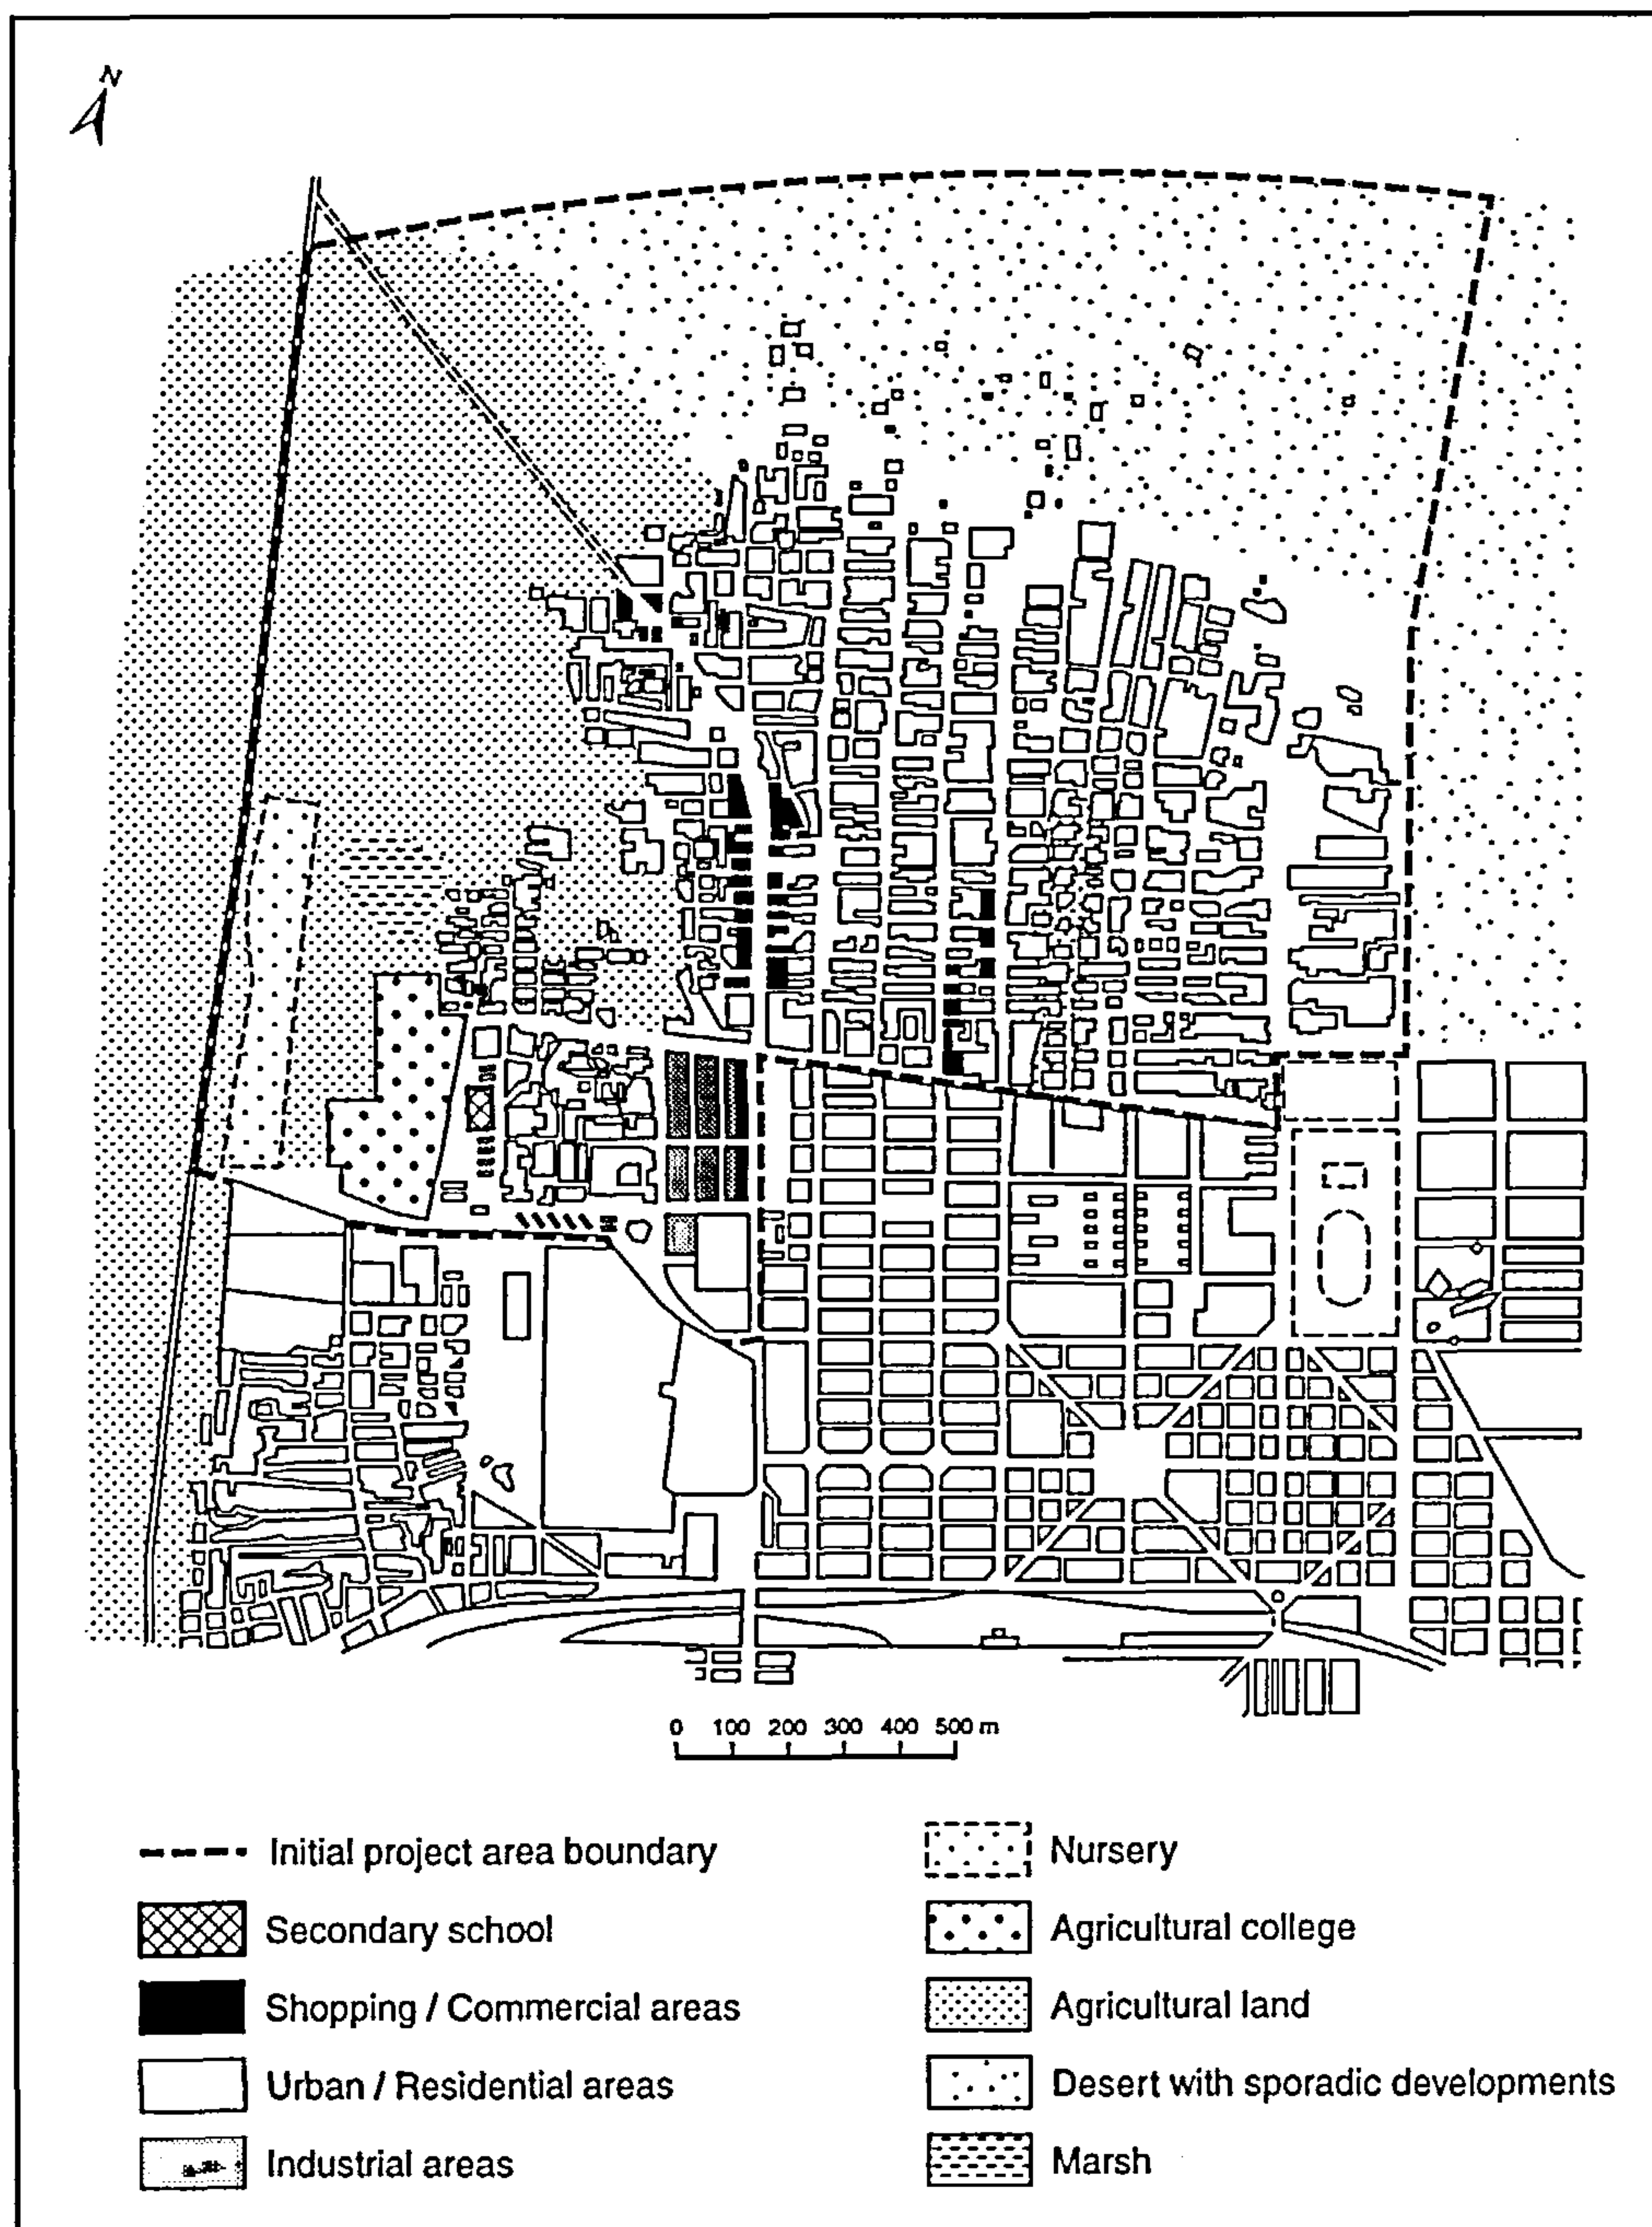 N
0 100 200 300 400 500 m
Initial project area boundary
Secondary school
Shopping / Commercial areas
Urban / Residential areas
Industrial areas
Nursery
Agricultural college
Agricultural land
Desert with sporadic developments
Marsh